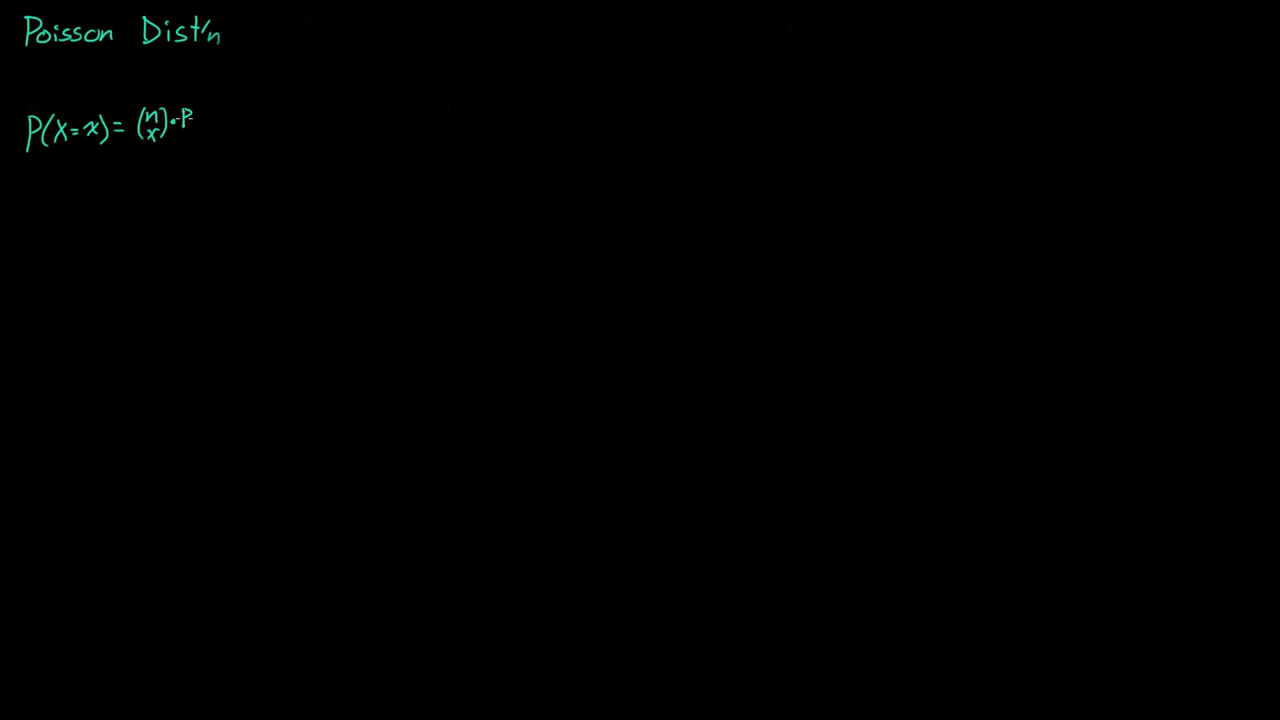 Poisson Dist'n
P(X=x) = (n x) · P